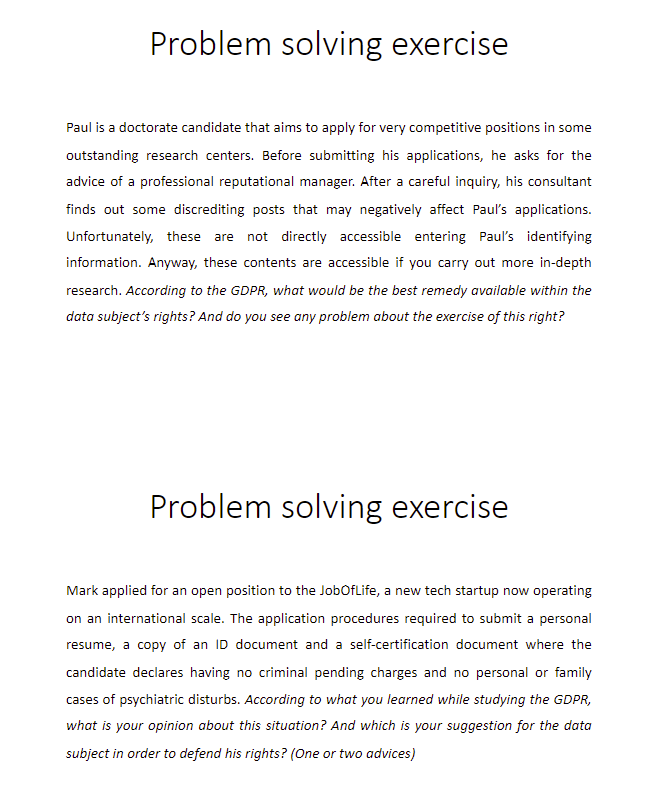 Problem solving exercise
Paul is a doctorate candidate that aims to apply for very competitive positions in some
outstanding research centers. Before submitting his applications, he asks for the
advice of a professional reputational manager. After a careful inquiry, his consultant
finds out some discrediting posts that may negatively affect Paul’s applications.
Unfortunately, these are not directly accessible entering Paul’s identifying
information. Anyway, these contents are accessible if you carry out more in-depth
research. According to the GDPR, what would be the best remedy available within the
data subject’s rights? And do you see any problem about the exercise of this right?
Problem solving exercise
Mark applied for an open position to the JobOfLife, a new tech startup now operating
on an international scale. The application procedures required to submit a personal
resume, a copy of an ID document and a self-certification document where the
candidate declares having no criminal pending charges and no personal or family
cases of psychiatric disturbs. According to what you learned while studying the GDPR,
what is your opinion about this situation? And which is your suggestion for the data
subject in order to defend his rights? (One or two advices)